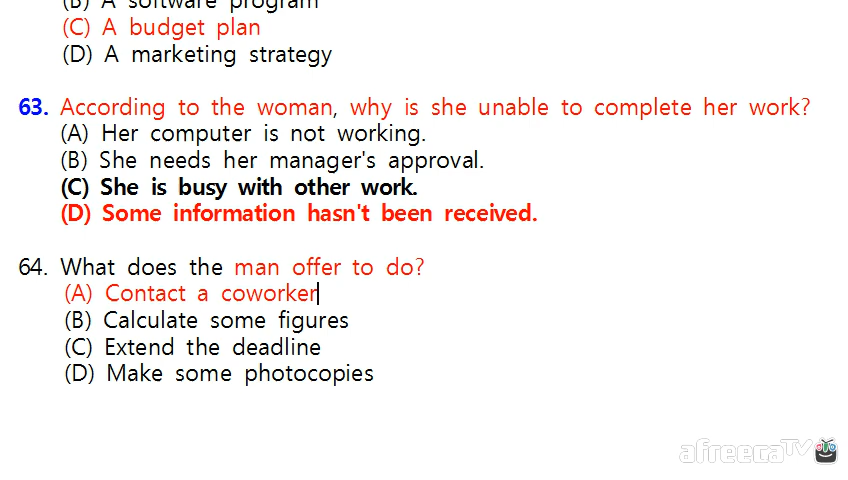 (B) A software program
(C) A budget plan
(D) A marketing strategy
63. According to the woman, why is she unable to complete her work?
(A) Her computer is not working.
(B) She needs her manager's approval.
(C) She is busy with other work.
(D) Some information hasn't been received.
64. What does the man offer to do?
(A) Contact a coworker
(B) Calculate some figures
(C) Extend the deadline
(D) Make some photocopies
afreecaTV